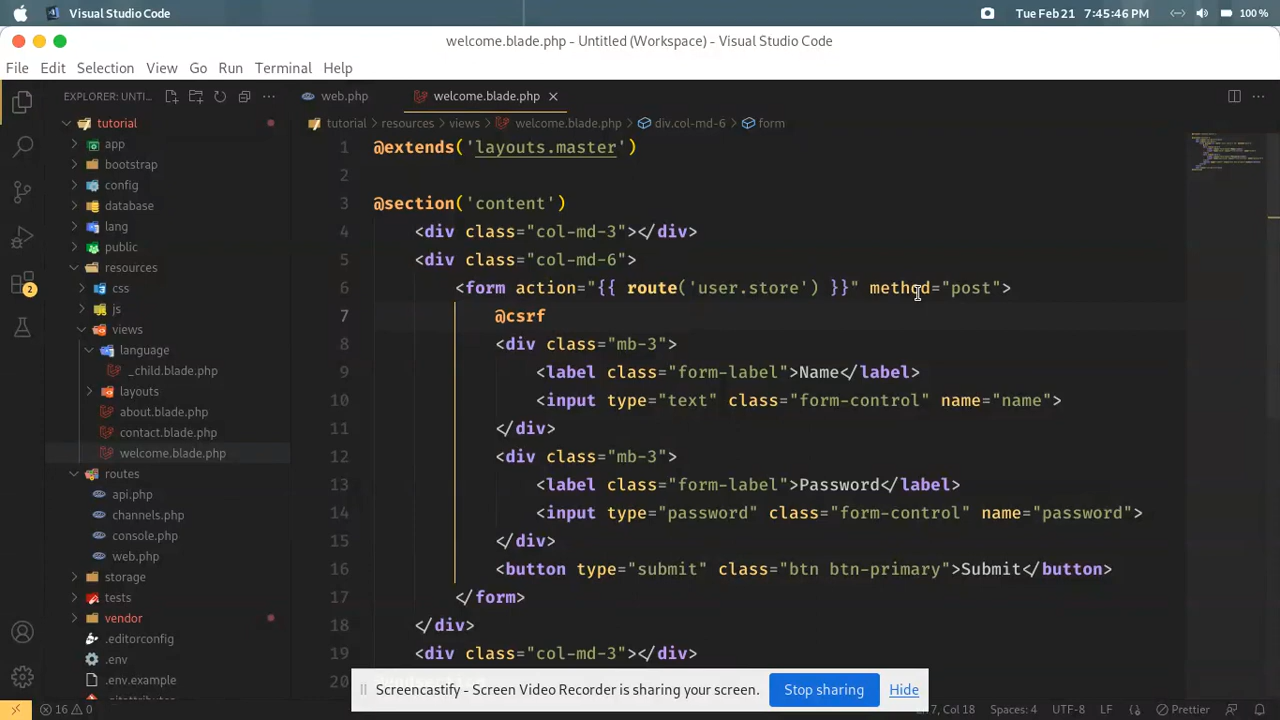 Visual Studio Code
Tue Feb 21 7:45:46 PM
100 %
welcome.blade.php - Untitled (Workspace) - Visual Studio Code
File Edit Selection View Go Run Terminal Help
EXPLORER: UNTI...
web.php
welcome.blade.php
tutorial
tutorial > resources > views > welcome.blade.php > div.col-md-6 > form
app
bootstrap
config
database
lang
public
resources
css
js
views
language
_child.blade.php
layouts
about.blade.php
contact.blade.php
welcome.blade.php
routes
api.php
channels.php
console.php
web.php
storage
tests
vendor
.editorconfig
.env
.env.example
2
1 @extends('layouts.master')
2
3 @section('content')
4 <div class="col-md-3"></div>
5 <div class="col-md-6">
6 <form action="{{ route('user.store') }}" method="post">
7 @csrf
8 <div class="mb-3">
9 <label class="form-label">Name</label>
10 <input type="text" class="form-control" name="name">
11 </div>
12 <div class="mb-3">
13 <label class="form-label">Password</label>
14 <input type="password" class="form-control" name="password">
15 </div>
16 <button type="submit" class="btn btn-primary">Submit</button>
17 </form>
18 </div>
19 <div class="col-md-3"></div>
20
Screencastify - Screen Video Recorder is sharing your screen. Stop sharing Hide
16 0
7, Col 18 Spaces: 4 UTF-8 LF PHP Prettier